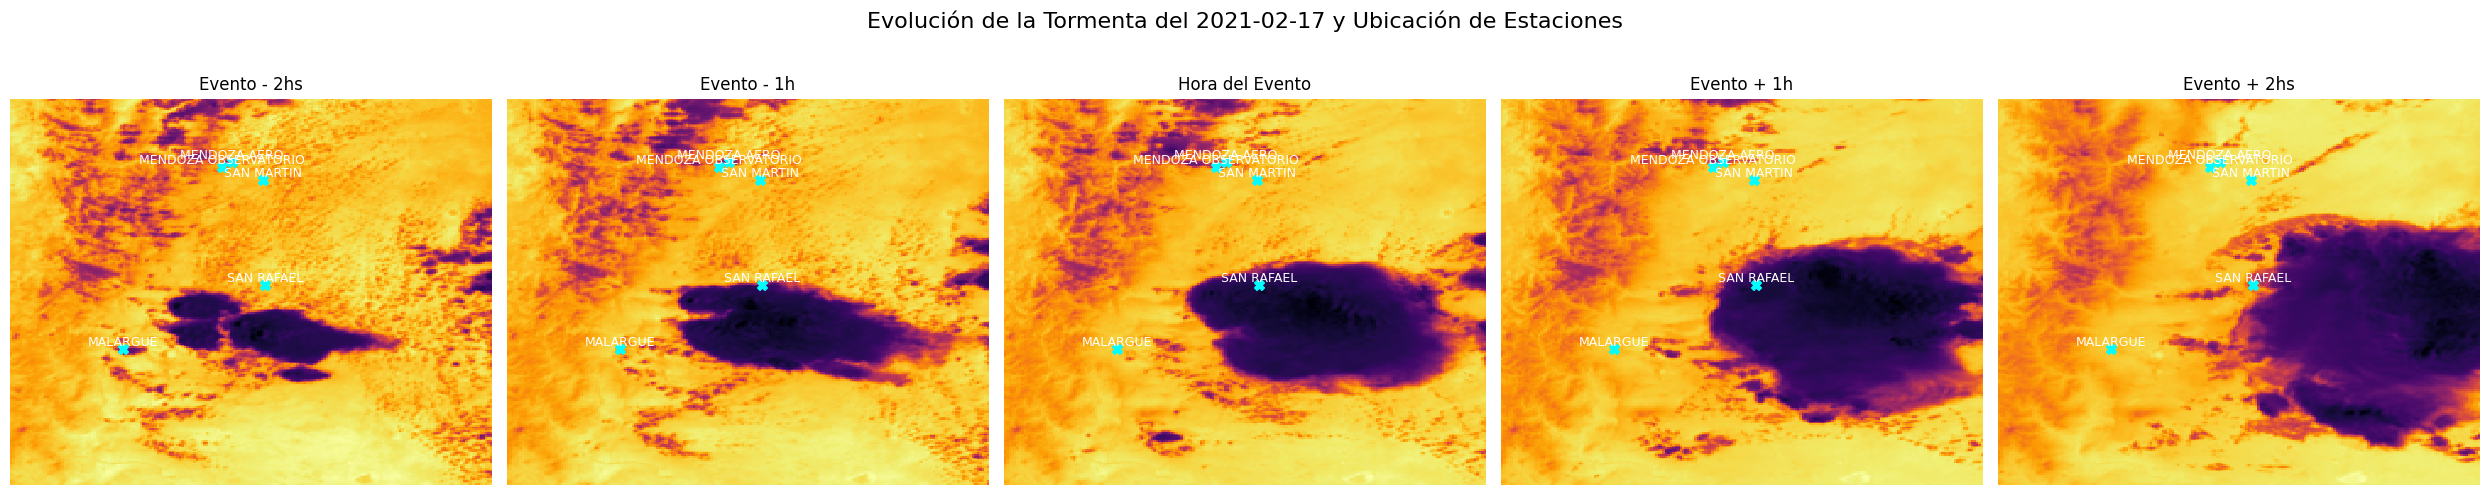 Evolución de la Tormenta del 2021-02-17 y Ubicación de Estaciones
Evento - 2hs
MENDOZA AERO
MENDOZA OBSERVATORIO
SAN MARTIN
SAN RAFAEL
MALARGUE
Evento - 1h
MENDOZA AERO
MENDOZA OBSERVATORIO
SAN MARTIN
SAN RAFAEL
MALARGUE
Hora del Evento
MENDOZA AERO
MENDOZA OBSERVATORIO
SAN MARTIN
SAN RAFAEL
MALARGUE
Evento + 1h
MENDOZA AERO
MENDOZA OBSERVATORIO
SAN MARTIN
SAN RAFAEL
MALARGUE
Evento + 2hs
MENDOZA AERO
MENDOZA OBSERVATORIO
SAN MARTIN
SAN RAFAEL
MALARGUE